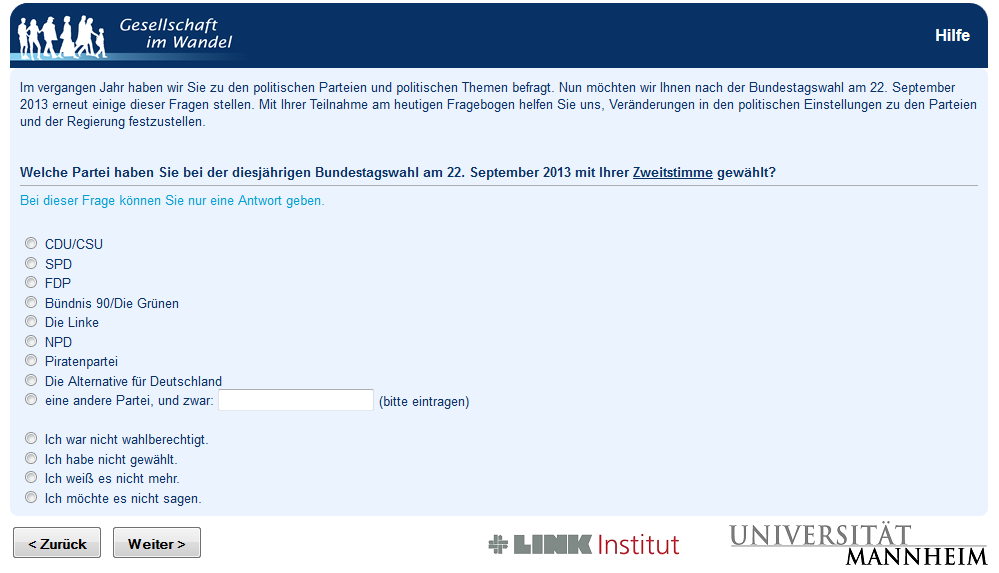 Gesellschaft
im Wandel
Hilfe
Im vergangen Jahr haben wir Sie zu den politischen Parteien und politischen Themen befragt. Nun möchten wir Ihnen nach der Bundestagswahl am 22. September
2013 erneut einige dieser Fragen stellen. Mit Ihrer Teilnahme am heutigen Fragebogen helfen Sie uns, Veränderungen in den politischen Einstellungen zu den Parteien
und der Regierung festzustellen.
Welche Partei haben Sie bei der diesjährigen Bundestagswahl am 22. September 2013 mit Ihrer Zweitstimme gewählt?
Bei dieser Frage können Sie nur eine Antwort geben.
CDU/CSU
SPD
FDP
Bündnis 90/Die Grünen
Die Linke
NPD
Piratenpartei
Die Alternative für Deutschland
eine andere Partei, und zwar: (bitte eintragen)
Ich war nicht wahlberechtigt.
Ich habe nicht gewählt.
Ich weiß es nicht mehr.
Ich möchte es nicht sagen.
< Zurück Weiter >
LINK Institut
UNIVERSITÄT
MANNHEIM